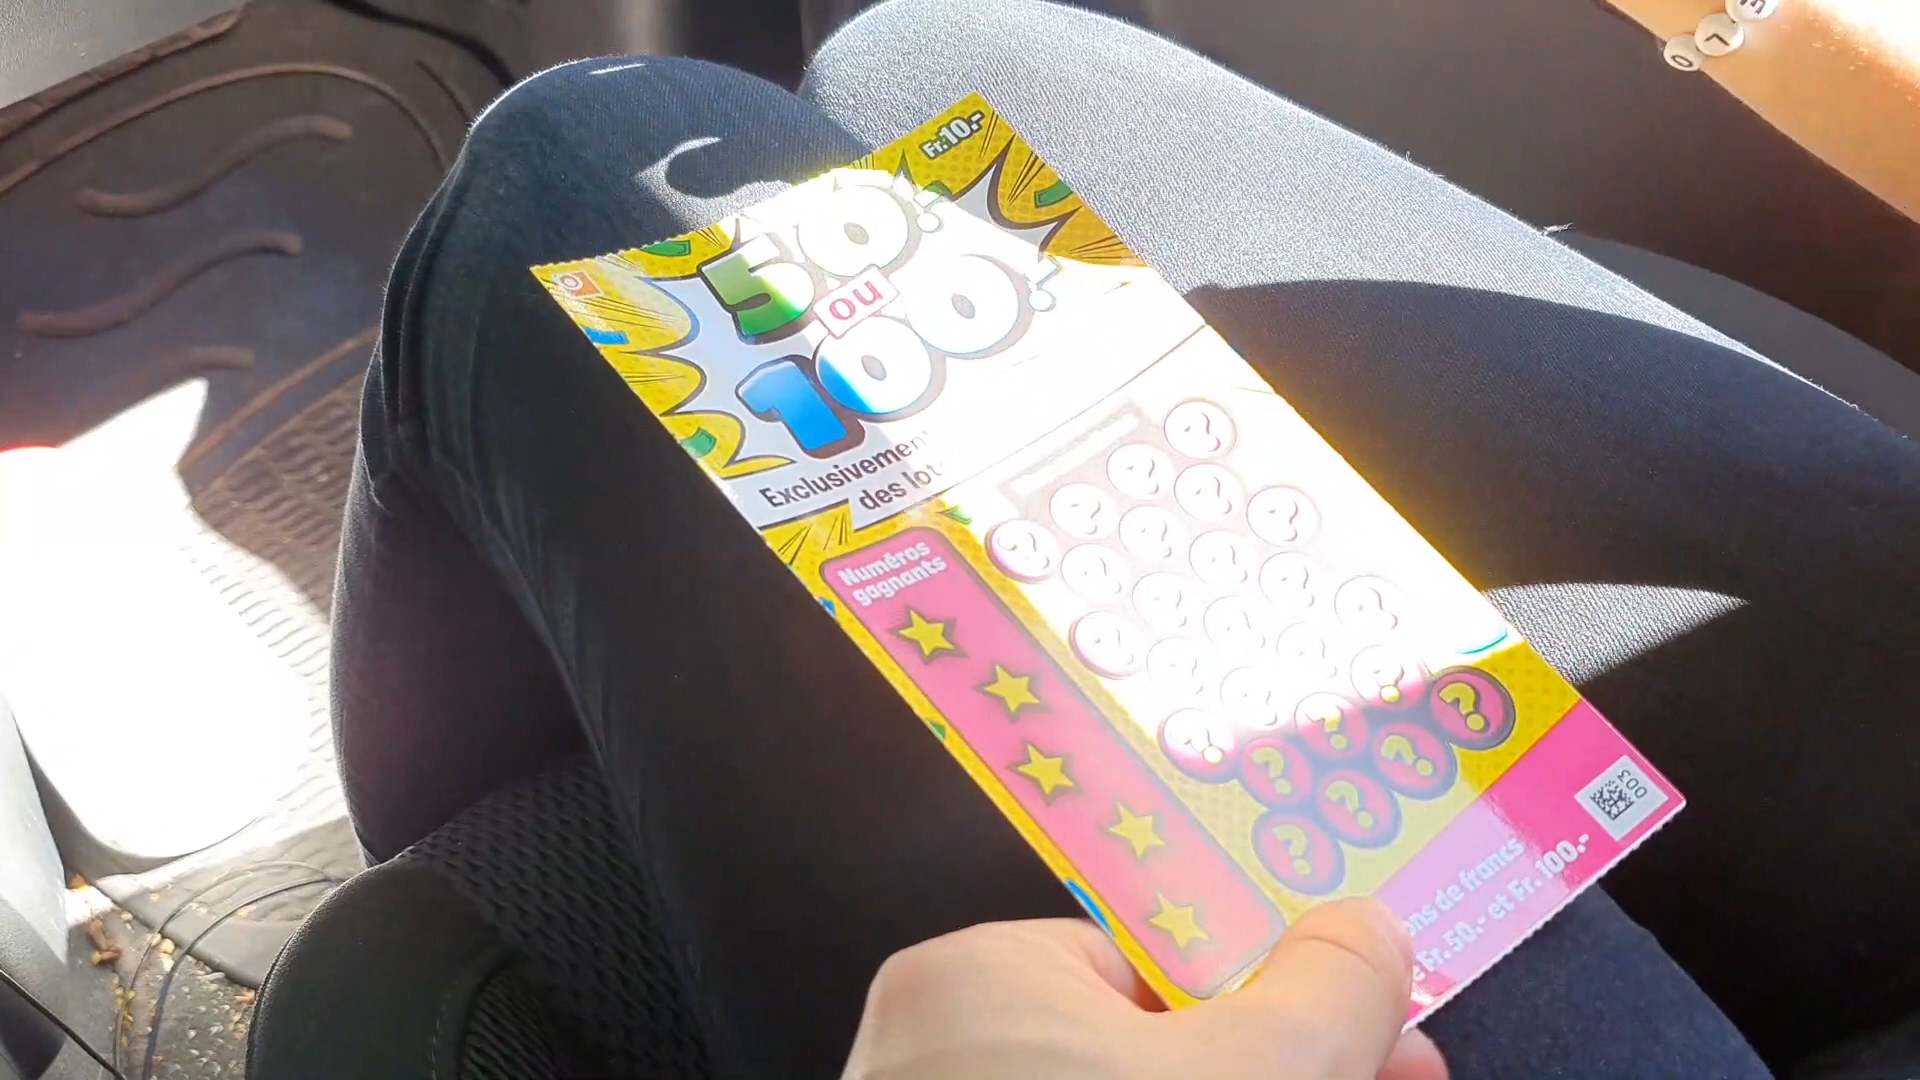 Fr.10.-
50!
ou
100!
Exclusivement
des lot
Numéros
gagnants
003
ons de francs
e Fr. 50.- et Fr. 100.-
O
L